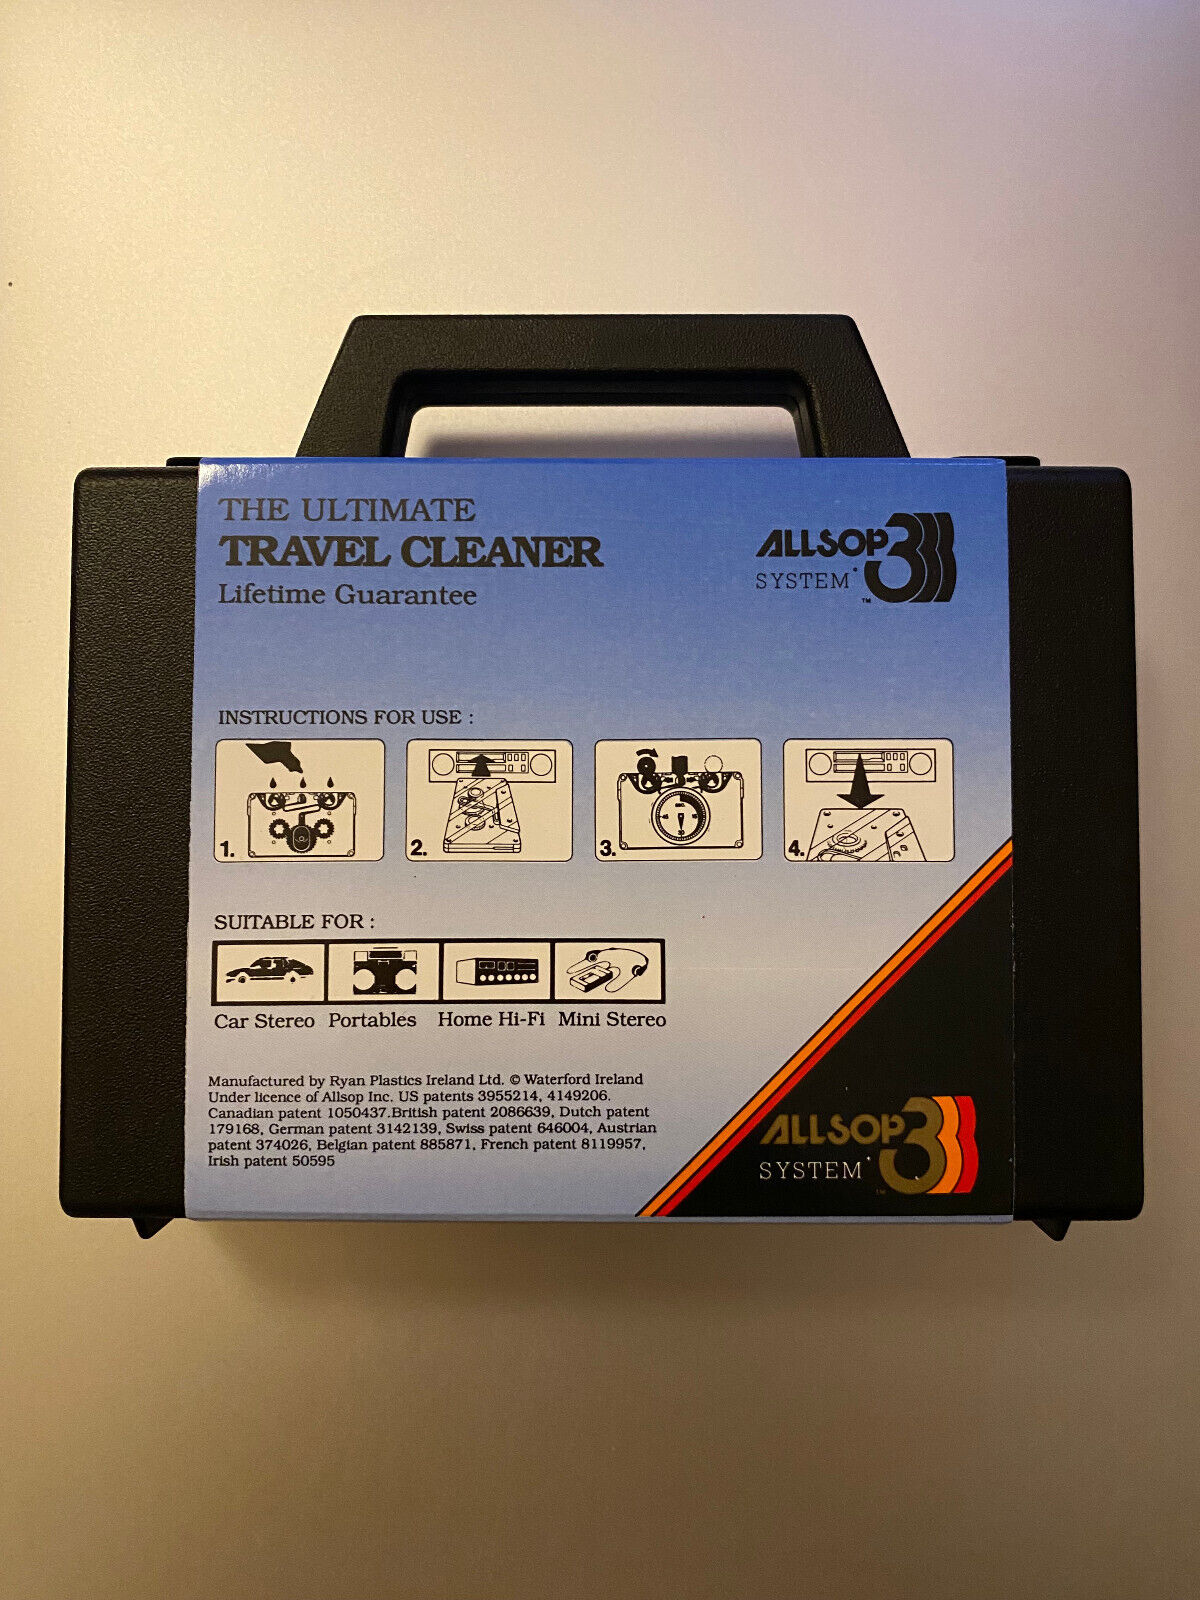 THE ULTIMATE
TRAVEL CLEANER
Lifetime Guarantee
ALLSOP 3
SYSTEM
™
INSTRUCTIONS FOR USE :
1.
2.
3.
4.
SUITABLE FOR :
Car Stereo Portables Home Hi-Fi Mini Stereo
Manufactured by Ryan Plastics Ireland Ltd. © Waterford Ireland
Under licence of Allsop Inc. US patents 3955214, 4149206.
Canadian patent 1050437.British patent 2086639, Dutch patent
179168, German patent 3142139, Swiss patent 646004, Austrian
patent 374026, Belgian patent 885871, French patent 8119957,
Irish patent 50595
ALLSOP 3
SYSTEM
™